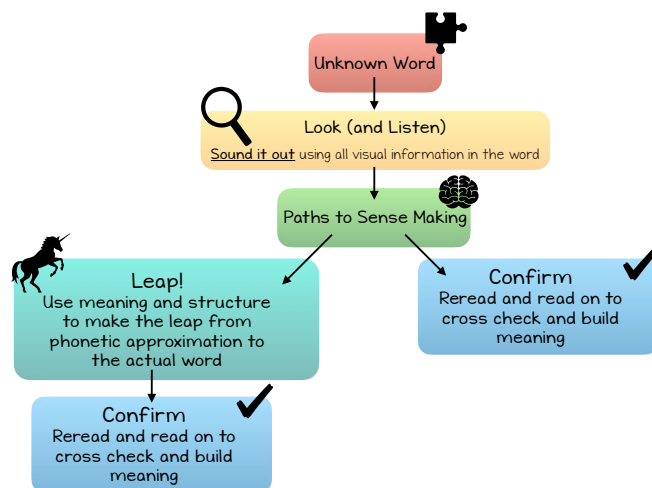 Unknown Word
Look (and Listen)
Sound it out using all visual information in the word
Paths to Sense Making
Leap!
Use meaning and structure
to make the leap from
phonetic approximation to
the actual word
Confirm
Reread and read on to
cross check and build
meaning
Confirm
Reread and read on to
cross check and build
meaning